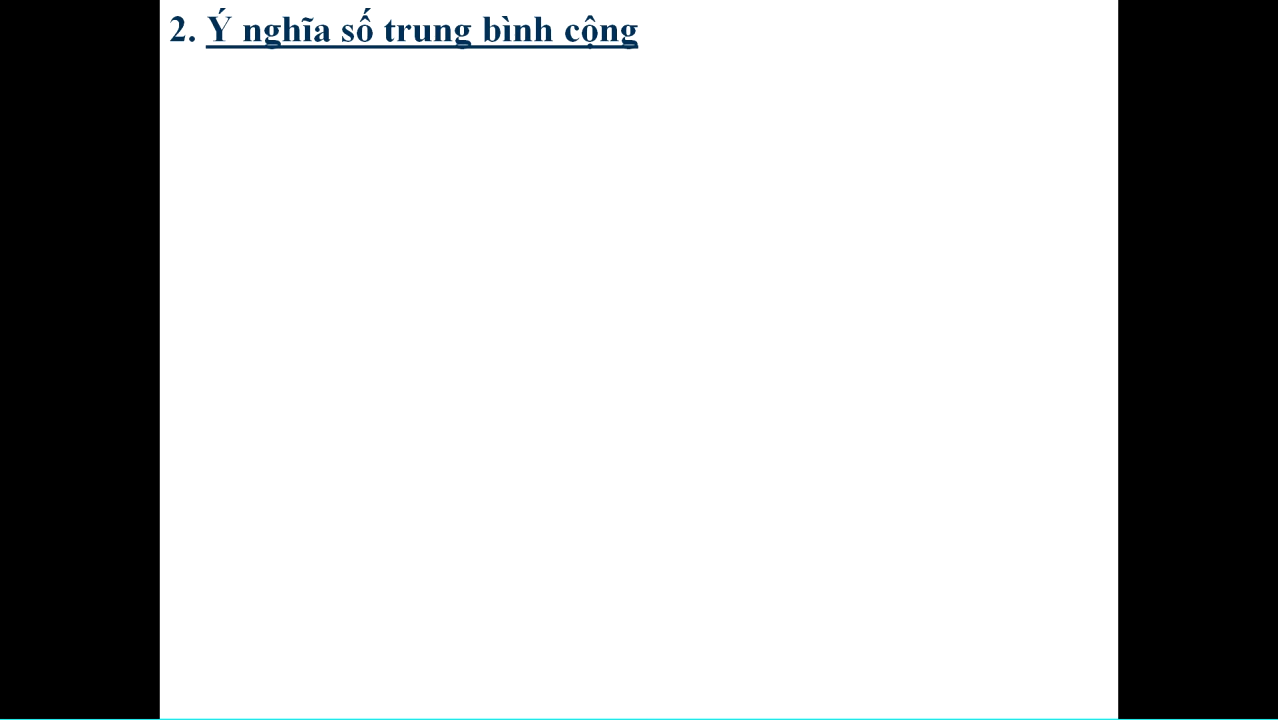 2. Ý nghĩa số trung bình cộng